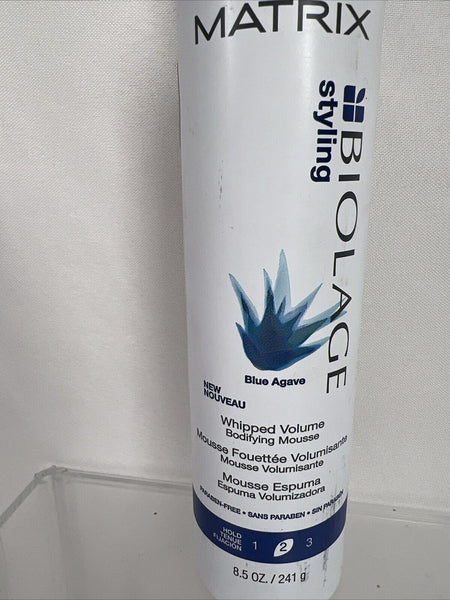 MATRIX
BIOLAGE
styling
Blue Agave
NEW
NOUVEAU
Whipped Volume
Bodifying Mousse
Mousse Fouettée Volumisante
Mousse Volumisante
Mousse Espuma
Espuma Volumizadora
PARABEN-FREE • SANS PARABEN • SIN PARABEN
HOLD
TENUE
FIJACIÓN
1 2 3
8.5 OZ. / 241 g